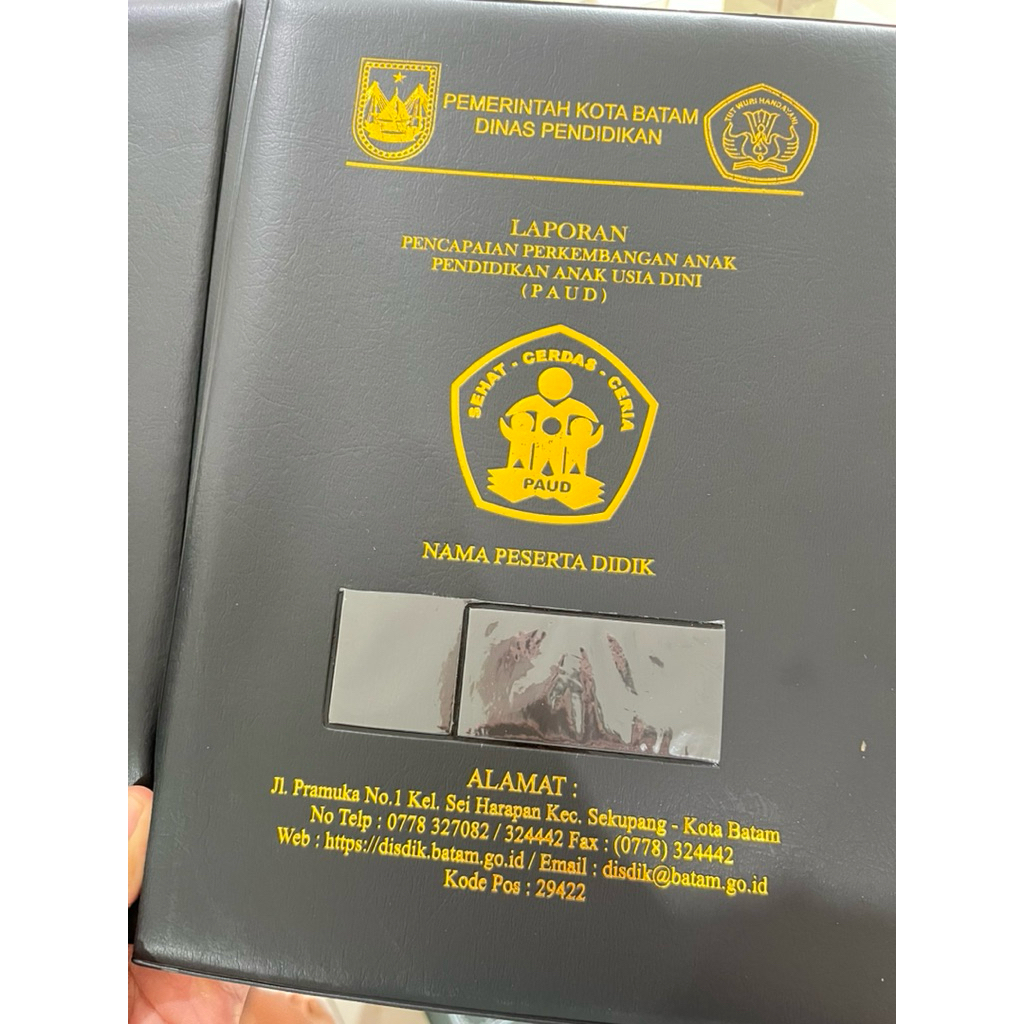 PEMERINTAH KOTA BATAM
DINAS PENDIDIKAN
TUT WURI HANDAYANI
LAPORAN
PENCAPAIAN PERKEMBANGAN ANAK
PENDIDIKAN ANAK USIA DINI
( P A U D )
SEHAT - CERDAS - CERIA
PAUD
NAMA PESERTA DIDIK
ALAMAT :
Jl. Pramuka No.1 Kel. Sei Harapan Kec. Sekupang - Kota Batam
No Telp : 0778 327082 / 324442 Fax : (0778) 324442
Web : https://disdik.batam.go.id / Email : disdik@batam.go.id
Kode Pos : 29422